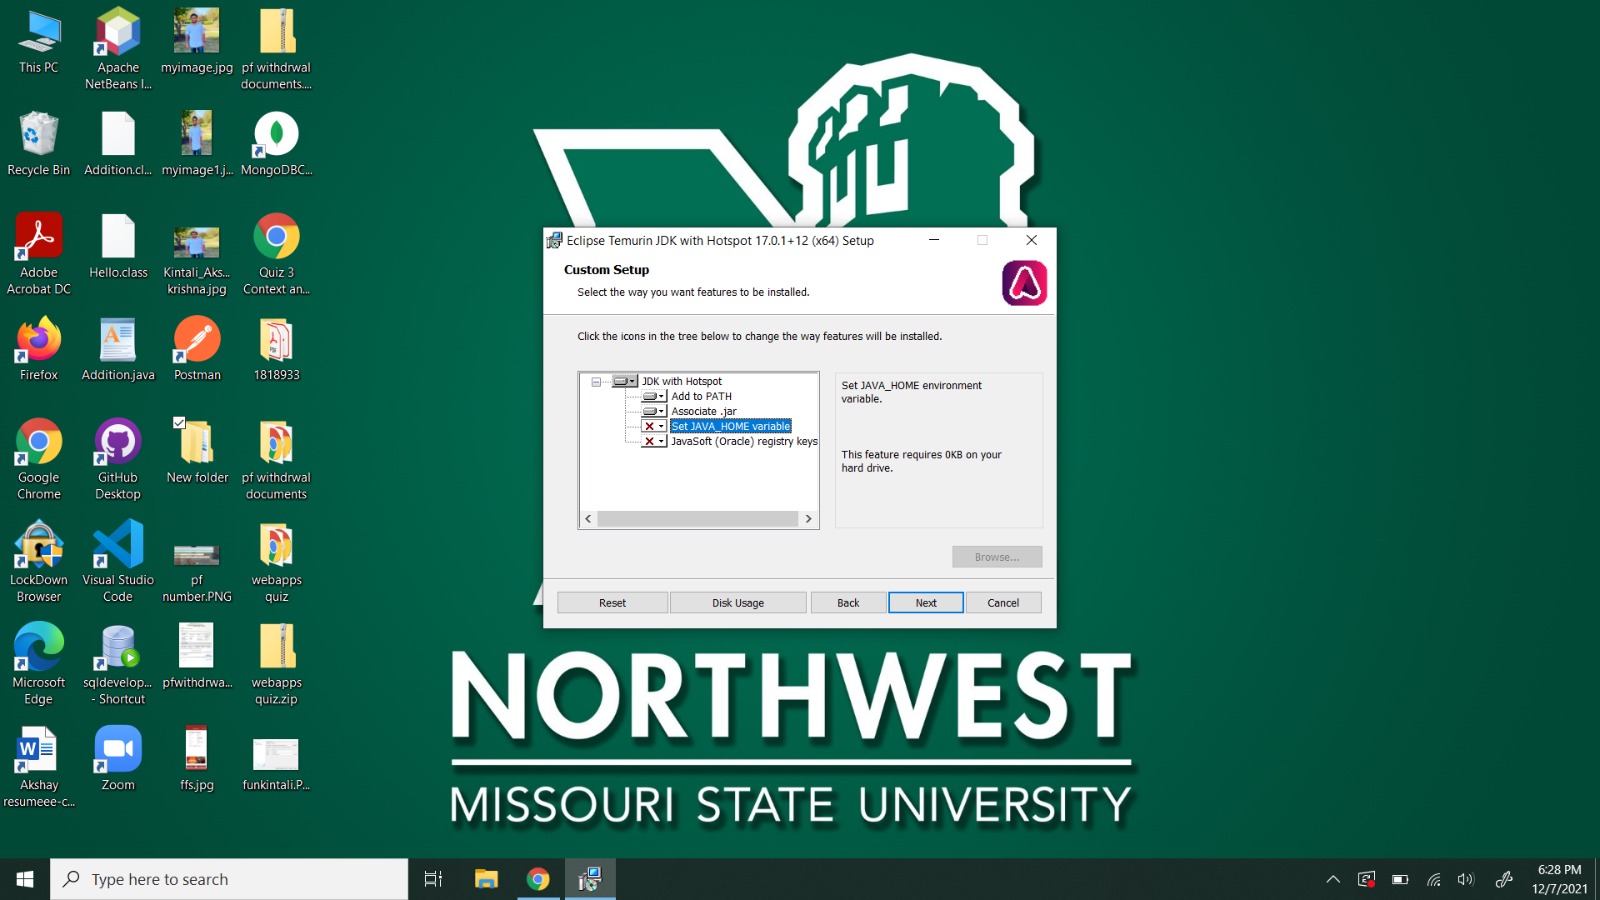 This PC
Apache
NetBeans I...
myimage.jpg
pf withdrwal
documents....
Recycle Bin
Addition.cl...
myimage1.j...
MongoDBC...
Adobe
Acrobat DC
Hello.class
Kintali_Aks...
krishna.jpg
Quiz 3
Context an...
Firefox
Addition.java
Postman
1818933
Google
Chrome
GitHub
Desktop
New folder
pf withdrwal
documents
LockDown
Browser
Visual Studio
Code
pf
number.PNG
webapps
quiz
Microsoft
Edge
sqldevelop...
- Shortcut
pfwithdrwa...
webapps
quiz.zip
Akshay
resumeee-c...
Zoom
ffs.jpg
funkintali.P...
Eclipse Temurin JDK with Hotspot 17.0.1+12 (x64) Setup
Custom Setup
Select the way you want features to be installed.
Click the icons in the tree below to change the way features will be installed.
JDK with Hotspot
Add to PATH
Associate .jar
Set JAVA_HOME variable
JavaSoft (Oracle) registry keys
Set JAVA_HOME environment
variable.
This feature requires 0KB on your
hard drive.
Browse...
Reset
Disk Usage
Back
Next
Cancel
NORTHWEST
MISSOURI STATE UNIVERSITY
Type here to search
6:28 PM
12/7/2021